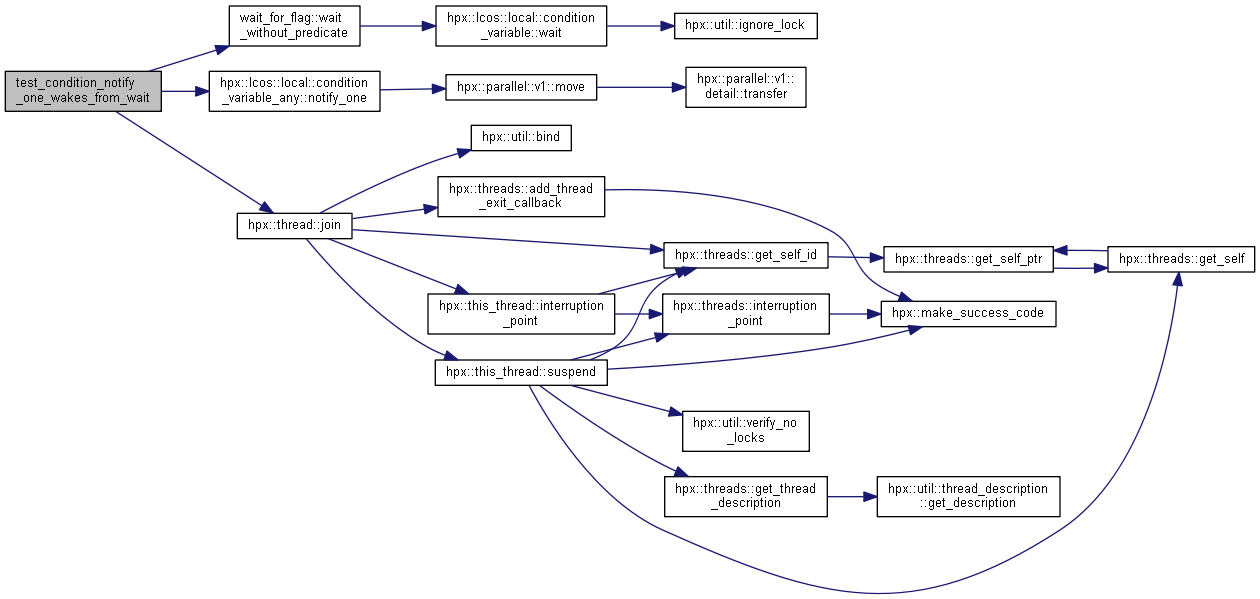 wait_for_flag::wait
_without_predicate
hpx::lcos::local::condition
_variable::wait
hpx::util::ignore_lock
test_condition_notify
_one_wakes_from_wait
hpx::lcos::local::condition
_variable_any::notify_one
hpx::parallel::v1::move
hpx::parallel::v1::
detail::transfer
hpx::util::bind
hpx::threads::add_thread
_exit_callback
hpx::thread::join
hpx::threads::get_self_id
hpx::threads::get_self_ptr
hpx::threads::get_self
hpx::this_thread::interruption
_point
hpx::threads::interruption
_point
hpx::make_success_code
hpx::this_thread::suspend
hpx::util::verify_no
_locks
hpx::threads::get_thread
_description
hpx::util::thread_description
::get_description